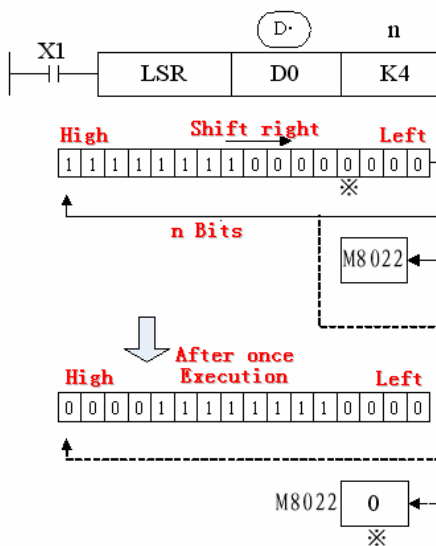 D·
n
X1
LSR D0 K4
High Shift right Left
1 1 1 1 1 1 1 1 0 0 0 0 0 0 0 0
※
n Bits
M8022
After once
High Execution Left
0 0 0 0 1 1 1 1 1 1 1 1 0 0 0 0
M8022 0
※